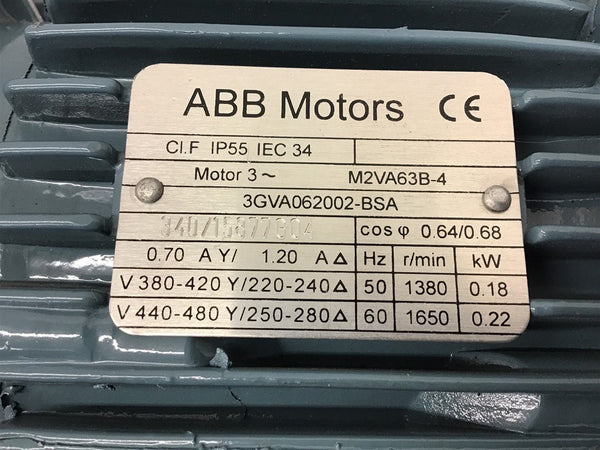 ABB Motors CE
Cl.F IP55 IEC 34
Motor 3~ M2VA63B-4
3GVA062002-BSA
cos φ 0.64/0.68
0.70 A Y/ 1.20 A Δ Hz r/min kW
V 380-420 Y/220-240 Δ 50 1380 0.18
V 440-480 Y/250-280 Δ 60 1650 0.22